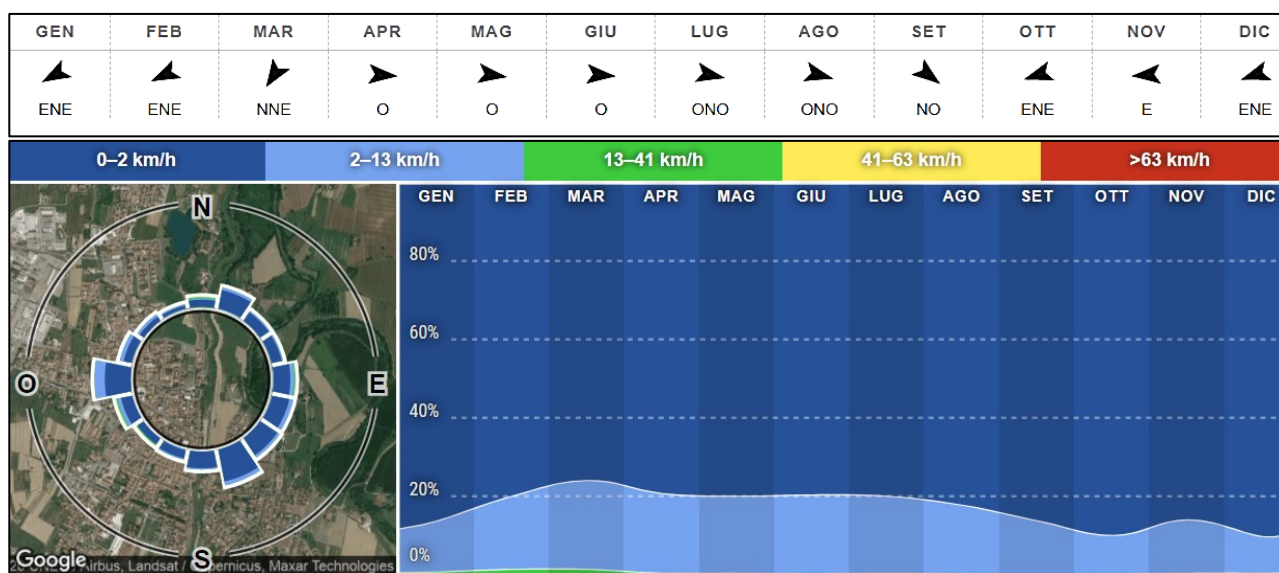 GEN FEB MAR APR MAG GIU LUG AGO SET OTT NOV DIC
ENE ENE NNE O O O ONO ONO NO ENE E ENE
0–2 km/h 2–13 km/h 13–41 km/h 41–63 km/h >63 km/h
GEN FEB MAR APR MAG GIU LUG AGO SET OTT NOV DIC
N
80%
60%
O E
40%
20%
0%
S
Google
Airbus, Landsat / Copernicus, Maxar Technologies